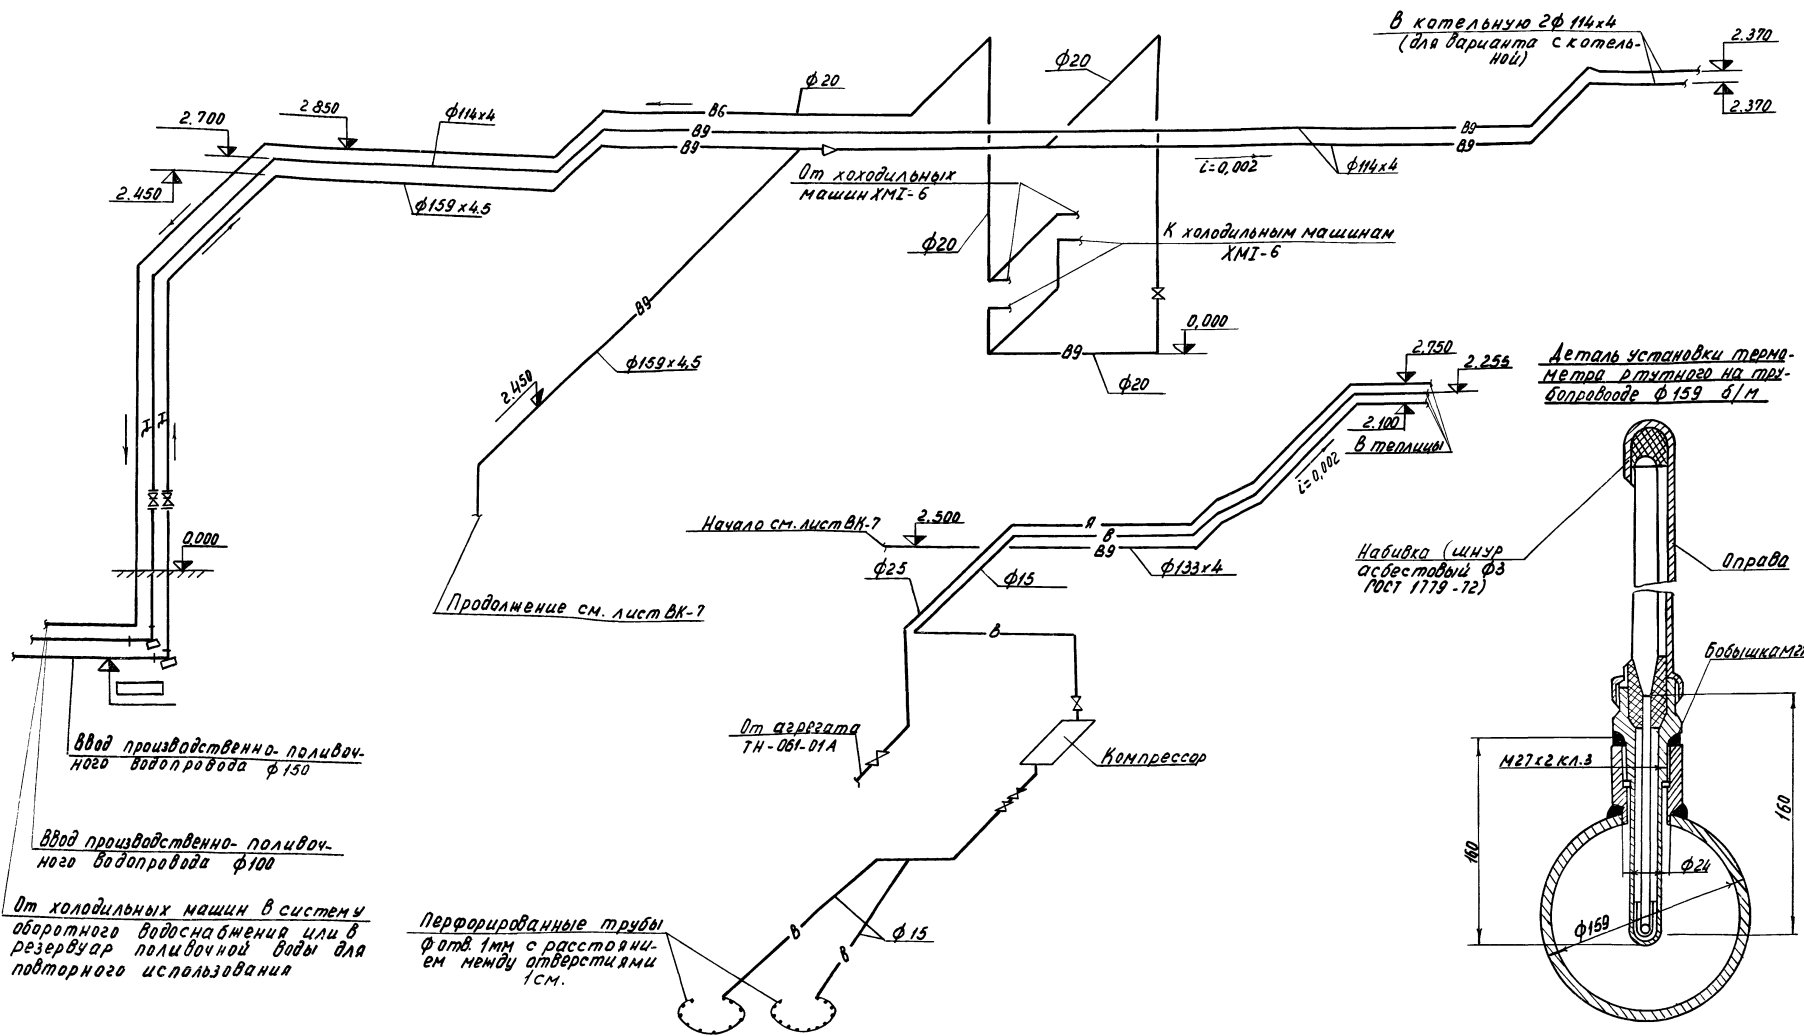 В котельную 2ф 114х4
(для варианта с котель-
ной)
2.370
2.370
ф20
ф20
2.850
ф114х4
2.700
2.450
ф159х4.5
В6
В9
В9
В9
В9
i=0,002
ф114х4
От хоходильных
машин ХМI-6
ф20
К холодильным машинам
ХМI-6
В9
ф159х4,5
2.450
0,000
В9
ф20
2,750
2.255
2.100
В теплицы
i=0,002
Деталь установки термо-
метра ртутного на тру-
бопровооде ф 159 б/м
Начало см. лист ВК-7
2.500
Я
В
В9
ф133х4
ф25
ф15
Набивка (шнур
асбестовый ф3
ГОСТ 1779-72)
Оправа
0,000
Продолжение см. лист ВК-7
В
Бобышка М2
От агрегата
ТН-061-01А
Компрессор
М27х2 кл.3
160
160
ф24
ф159
Ввод производственно-поливоч-
ного водопровода ф150
Ввод производственно-поливоч-
ного водопровода ф100
От холодильных машин в систему
оборотного водоснабжения или в
резервуар поливочной воды для
повторного использования
Перфорированные трубы
ф отв. 1мм с расстояни-
ем между отверстиями
1см.
В
В
ф15